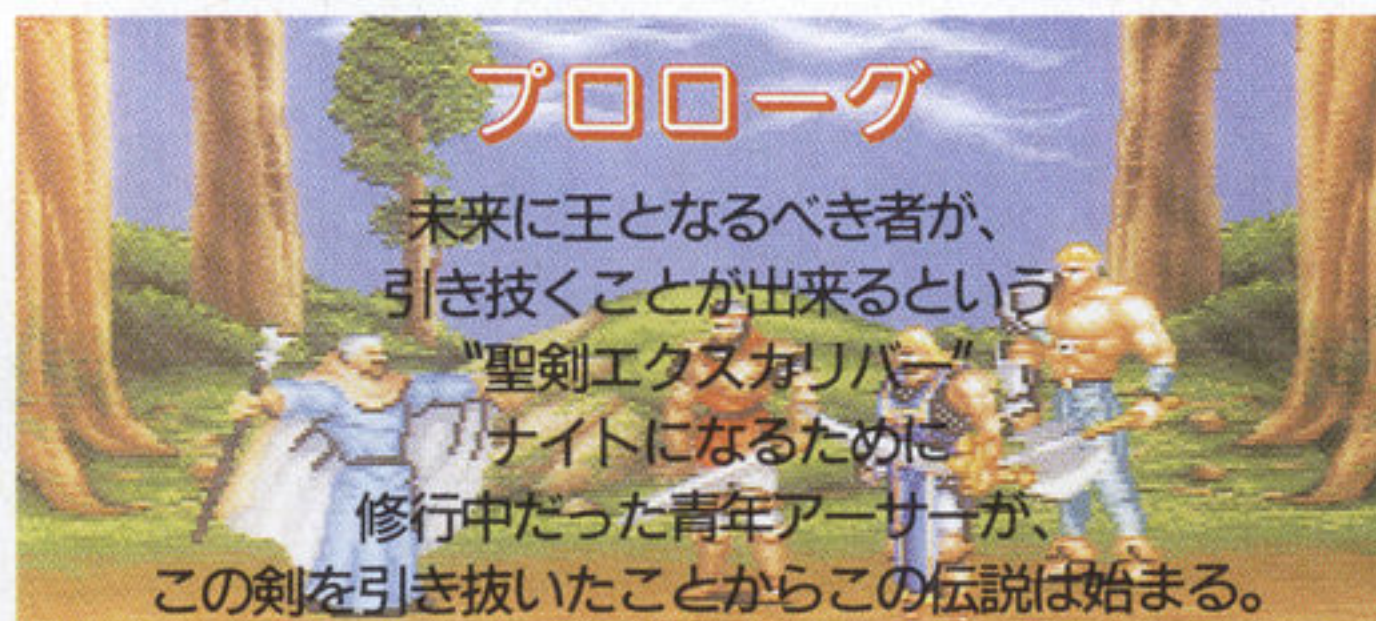 プロローグ
未来に王となるべき者が、
引き技くことが出来るという
"聖剣エクスカリバー"
ナイトになるために
修行中だった青年アーサーが、
この剣を引き抜いたことからこの伝説は始まる。